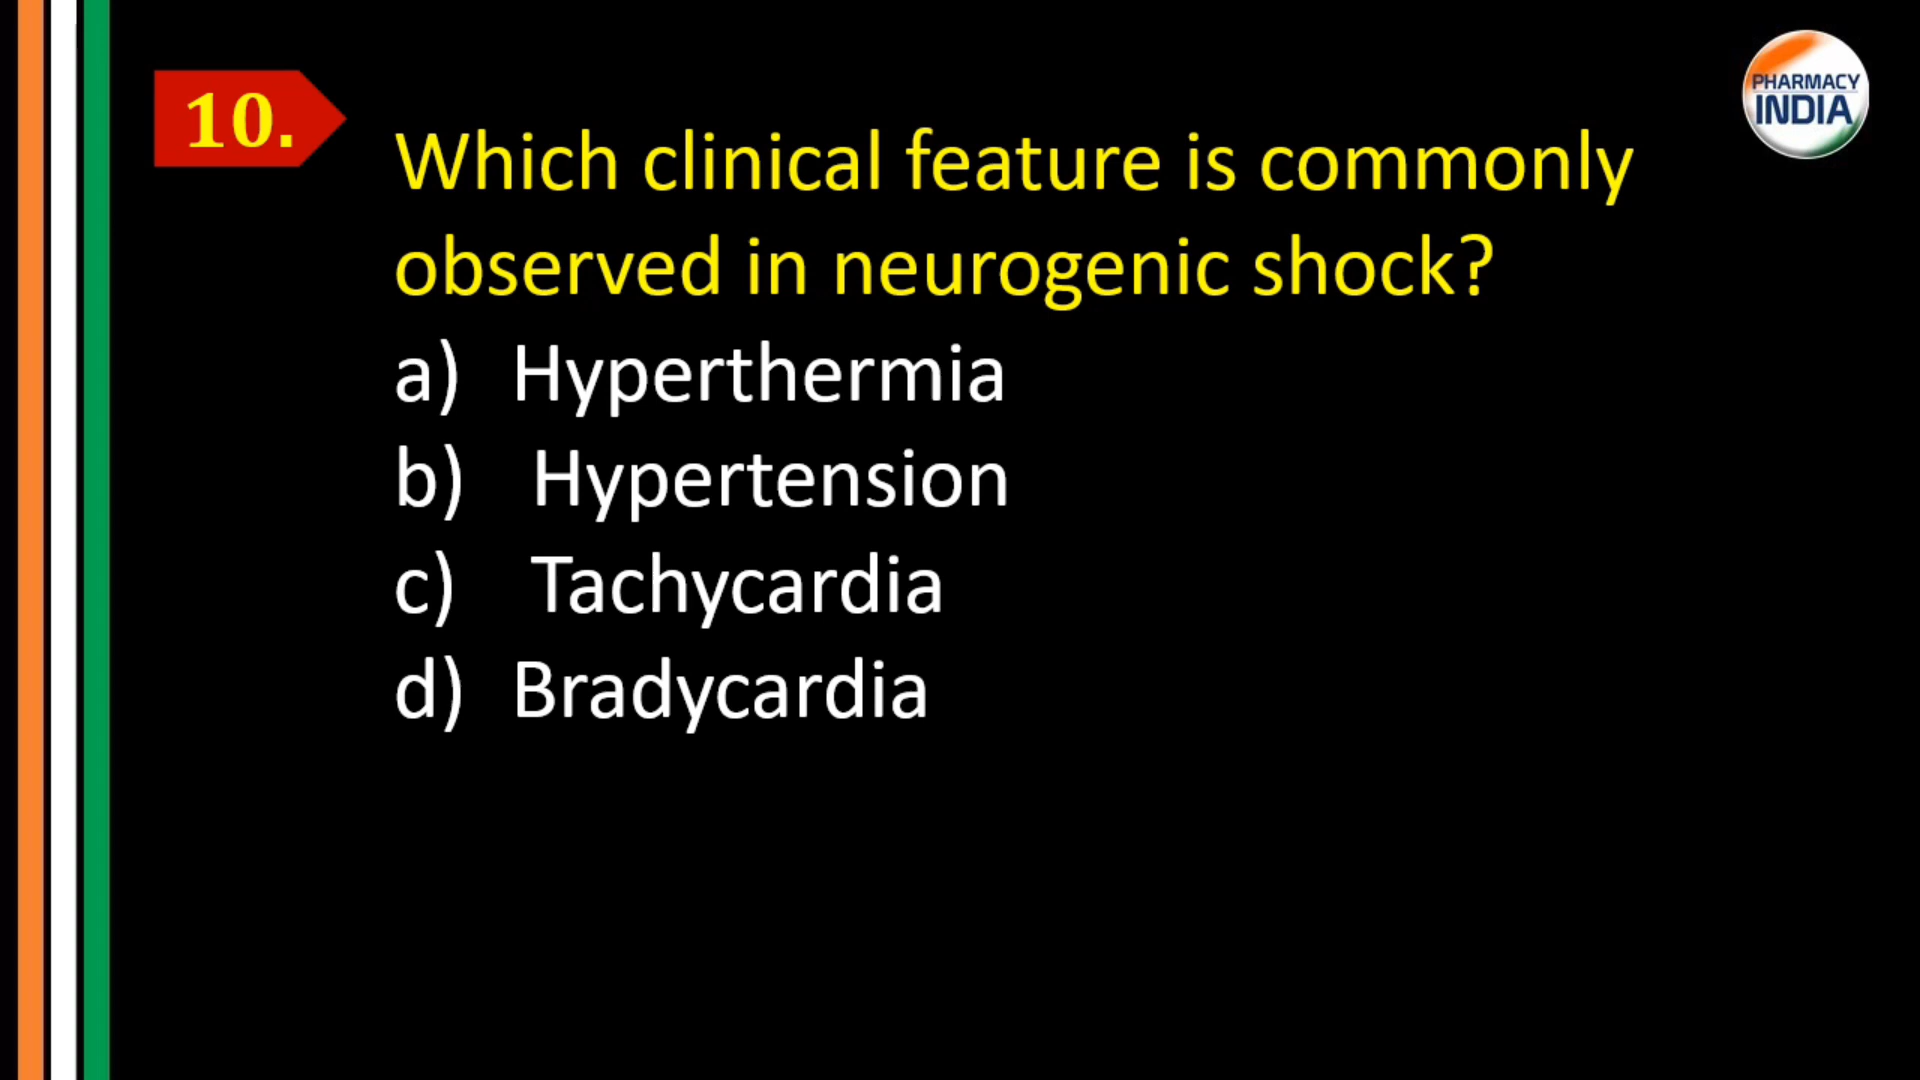 10.
PHARMACY
INDIA
Which clinical feature is commonly
observed in neurogenic shock?
a) Hyperthermia
b) Hypertension
c) Tachycardia
d) Bradycardia